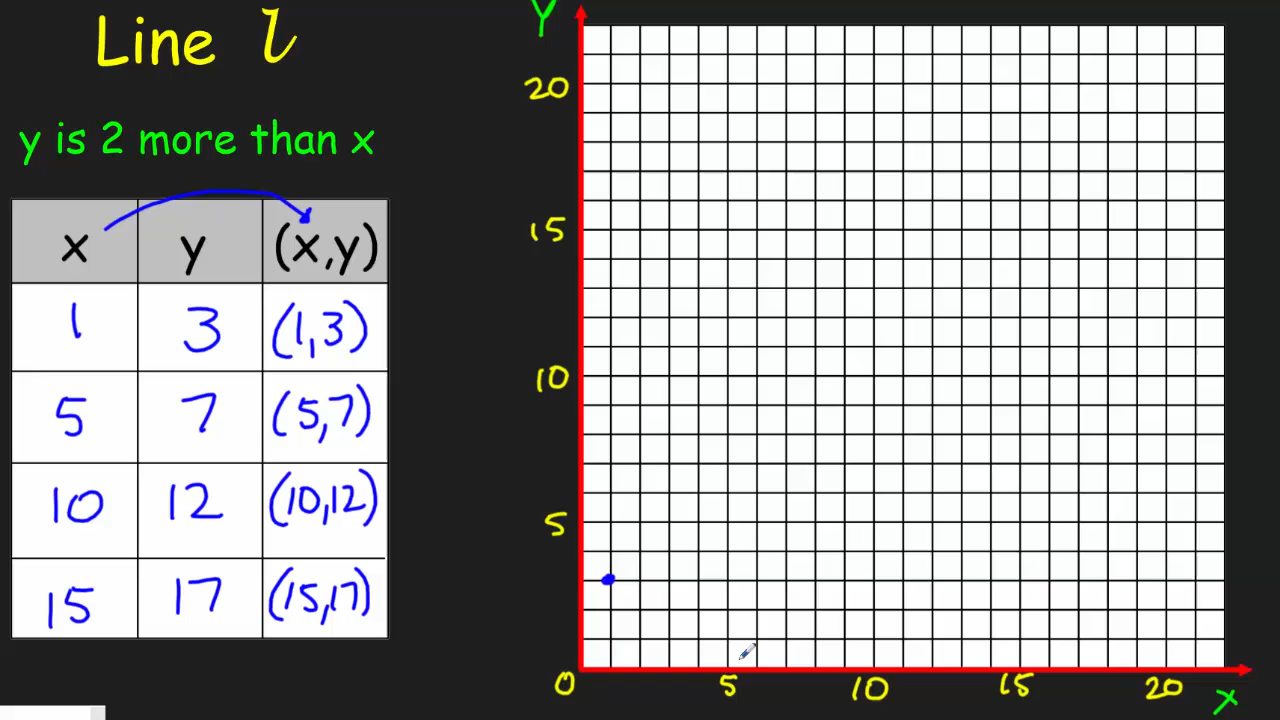 Line l
y is 2 more than x
x y (x,y)
1 3 (1,3)
5 7 (5,7)
10 12 (10,12)
15 17 (15,17)
Y
20
15
10
5
0 5 10 15 20 x